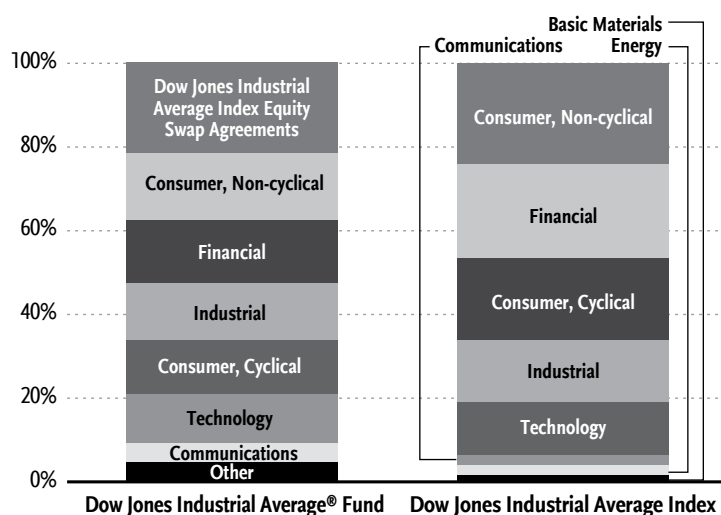 Basic Materials
Communications
Energy
100%
80%
60%
40%
20%
0%
Dow Jones Industrial
Average Index Equity
Swap Agreements
Consumer, Non-cyclical
Financial
Industrial
Consumer, Cyclical
Technology
Communications
Other
Consumer, Non-cyclical
Financial
Consumer, Cyclical
Industrial
Technology
Dow Jones Industrial Average® Fund
Dow Jones Industrial Average Index